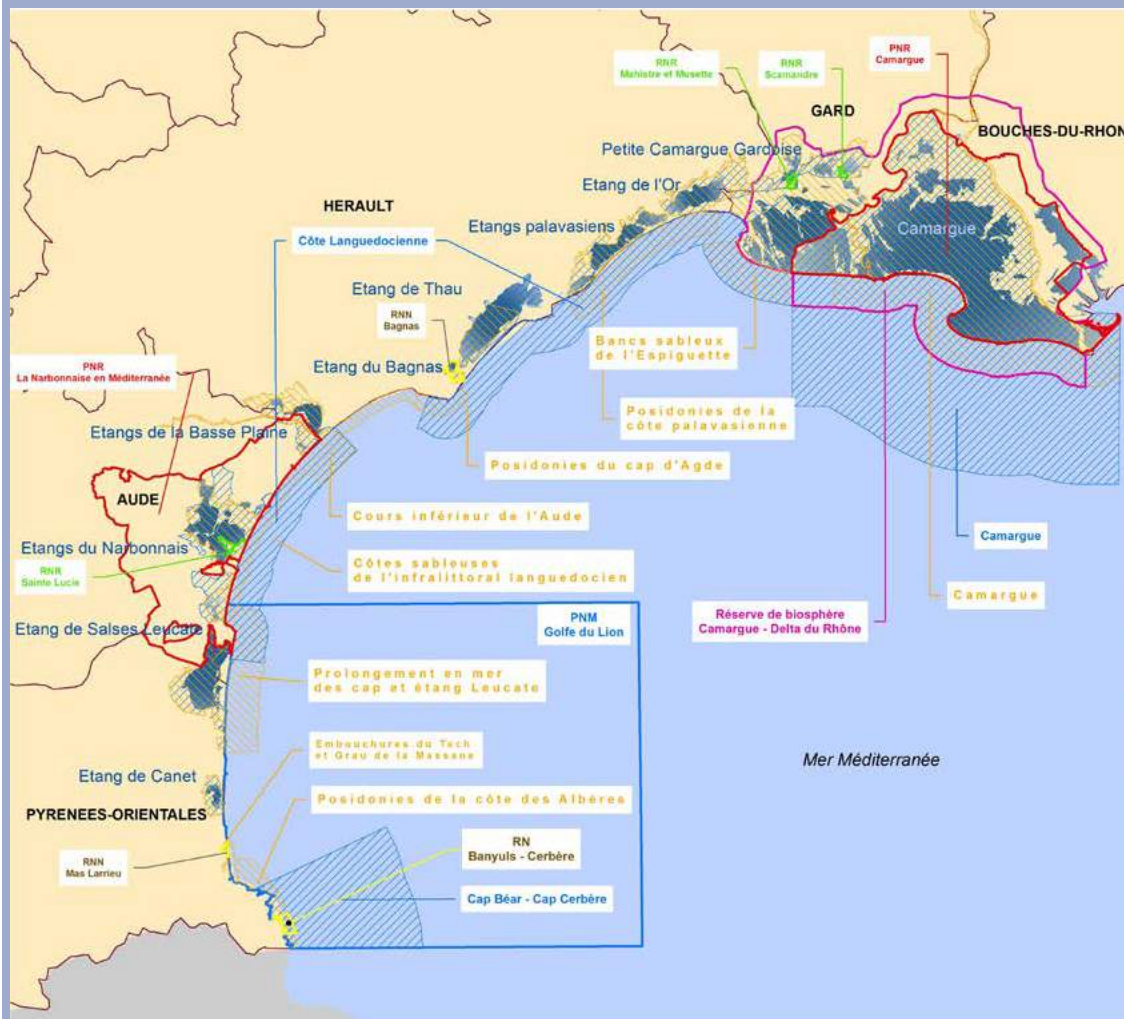 RNR
Mahistre et Musette
RNR
Scamandre
PNR
Camargue
GARD
BOUCHES-DU-RHON
Petite Camargue Gardoise
Etang de l'Or
HERAULT
Etangs palavasiens
Camargue
Côte Languedocienne
Etang de Thau
RNN
Bagnas
Bancs sableux
de l'Espiguette
PNR
La Narbonnaise en Méditerranée
Etang du Bagnas
Posidonies de la
côte palavasienne
Etangs de la Basse Plaine
Posidonies du cap d'Agde
AUDE
Cours inférieur de l'Aude
Camargue
Etangs du Narbonnais
RNR
Sainte Lucie
Côtes sableuses
de l'infralittoral languedocien
Camargue
Réserve de biosphère
Camargue - Delta du Rhône
PNM
Golfe du Lion
Etang de Salses Leucate
Prolongement en mer
des cap et étang Leucate
Embouchures du Tech
et Grau de la Massane
Mer Méditerranée
Etang de Canet
Posidonies de la côte des Albères
PYRENEES-ORIENTALES
RN
Banyuls - Cerbère
RNN
Mas Larrieu
Cap Béar - Cap Cerbère